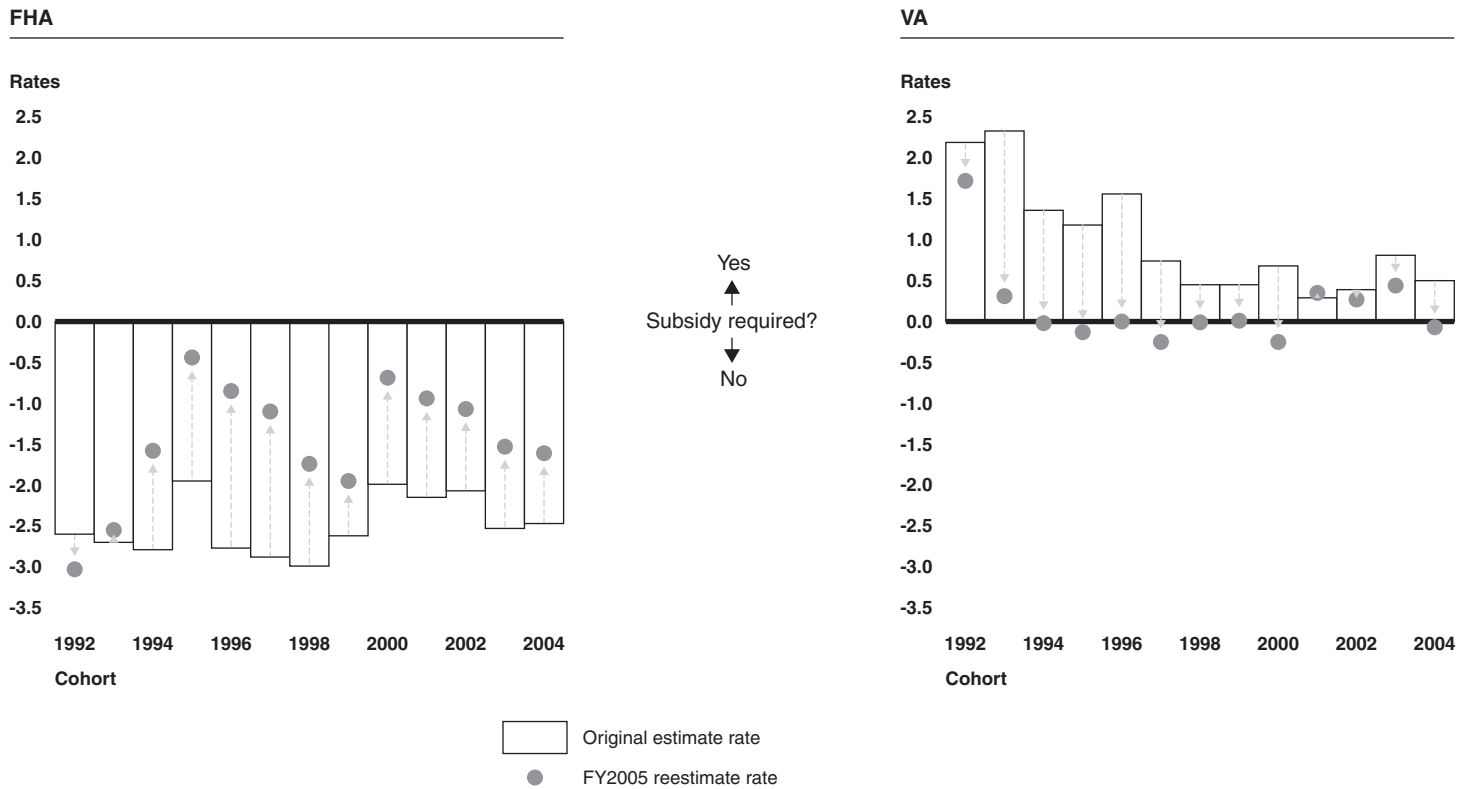 FHA
Rates
2.5
2.0
1.5
1.0
0.5
0.0
-0.5
-1.0
-1.5
-2.0
-2.5
-3.0
-3.5
1992 1994 1996 1998 2000 2002 2004
Cohort
Yes
Subsidy required?
No
VA
Rates
2.5
2.0
1.5
1.0
0.5
0.0
-0.5
-1.0
-1.5
-2.0
-2.5
-3.0
-3.5
1992 1994 1996 1998 2000 2002 2004
Cohort
Original estimate rate
FY2005 reestimate rate